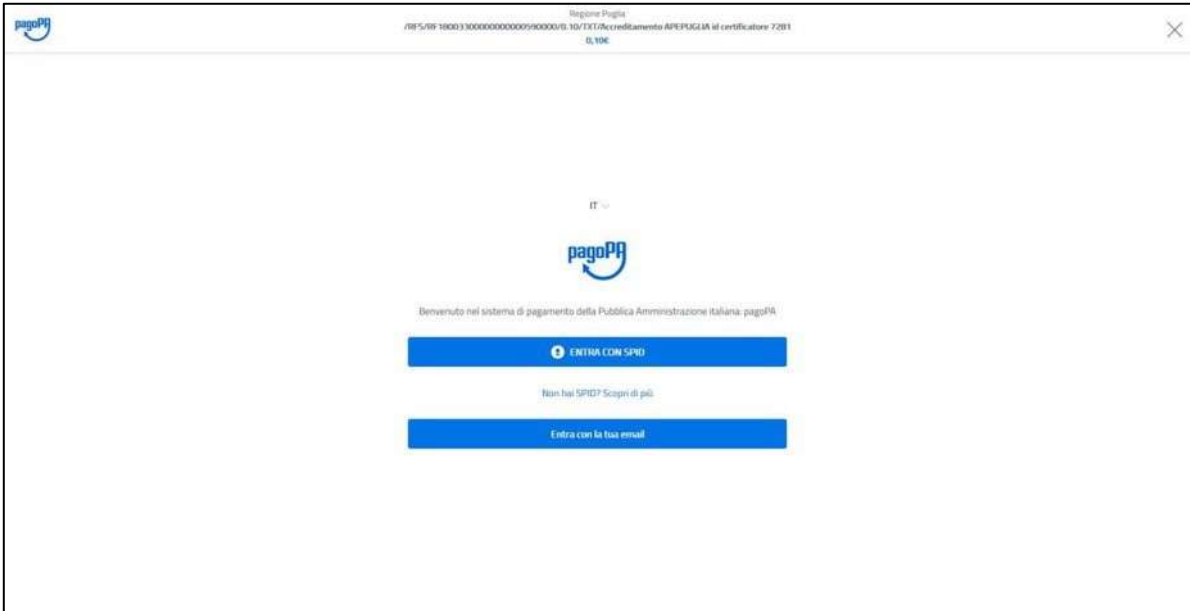 pagoPA
Regione Puglia
/RFS/RF18003300000000000590000/0.10/TXT/Accreditamento APEPUGLIA id certificatore 7281
0,10€
IT
pagoPA
Benvenuto nel sistema di pagamento della Pubblica Amministrazione italiana: pagoPA
ENTRA CON SPID
Non hai SPID? Scopri di più
Entra con la tua email